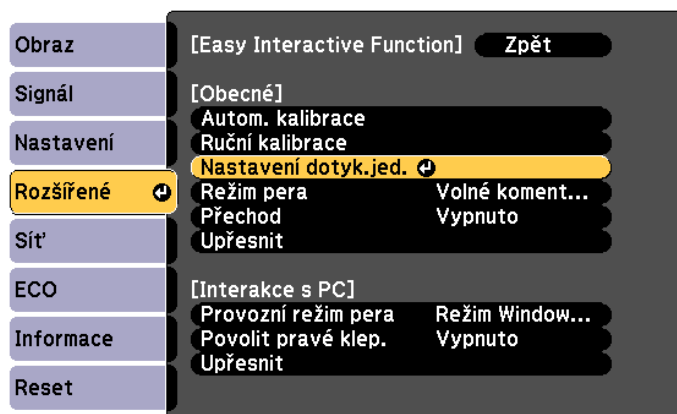 Obraz
Signál
Nastavení
Rozšířené
Síť
ECO
Informace
Reset
[Easy Interactive Function] Zpět
[Obecné]
Autom. kalibrace
Ruční kalibrace
Nastavení dotyk.jed.
Režim pera Volné koment...
Přechod Vypnuto
Upřesnit
[Interakce s PC]
Provozní režim pera Režim Window...
Povolit pravé klep. Vypnuto
Upřesnit